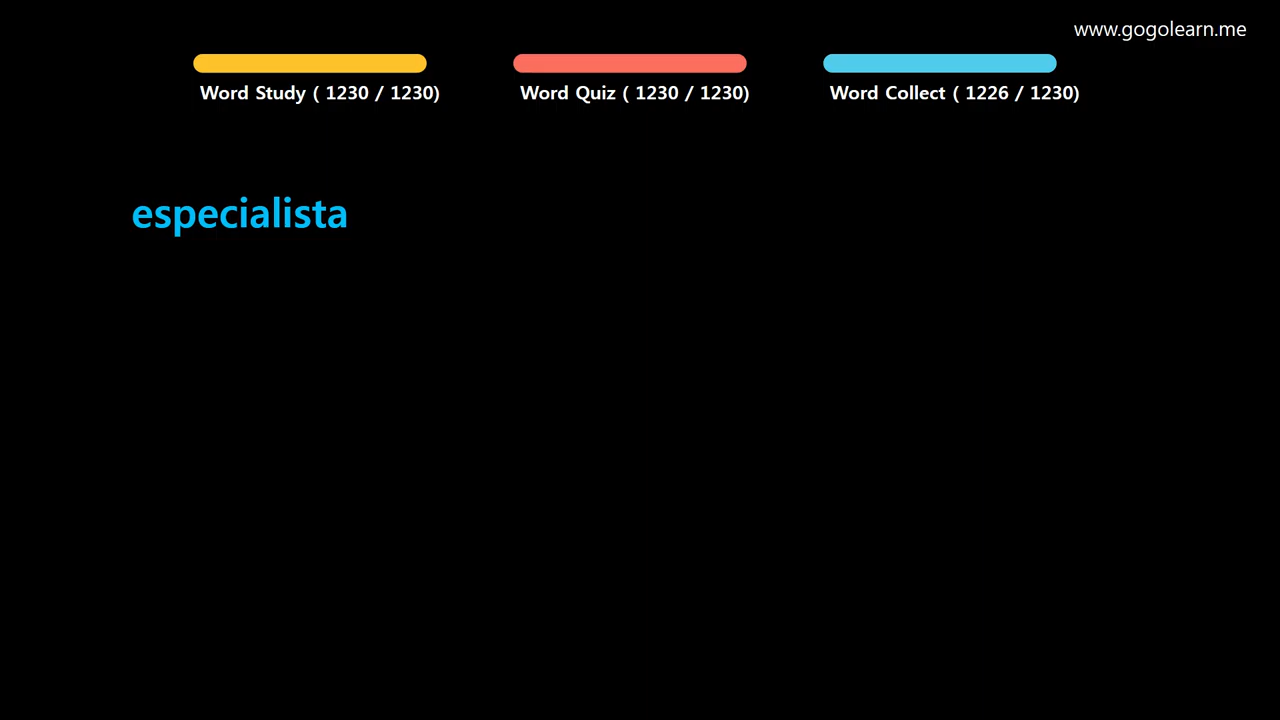 www.gogolearn.me
Word Study ( 1230 / 1230)
Word Quiz ( 1230 / 1230)
Word Collect ( 1226 / 1230)
especialista